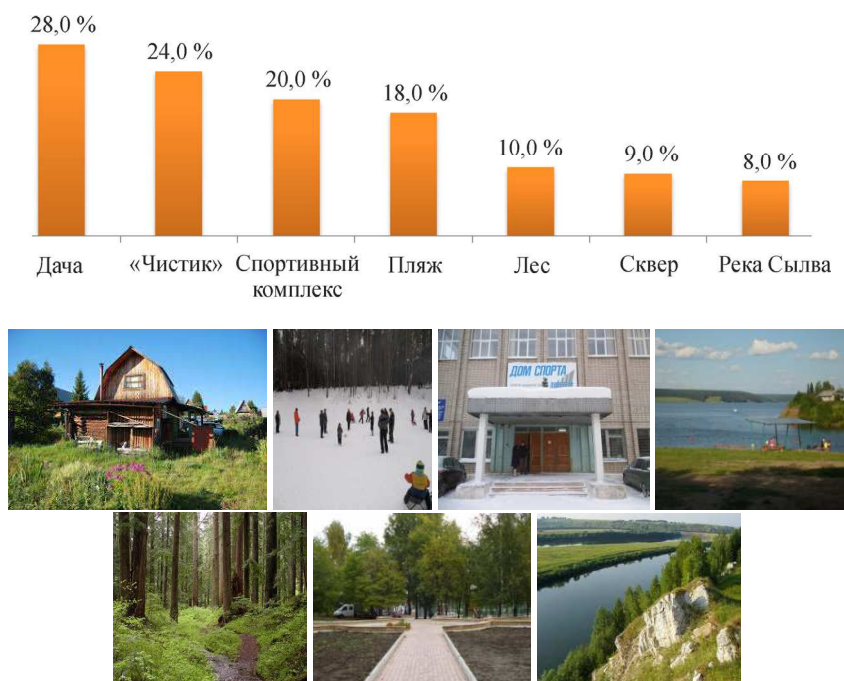 28,0 %
24,0 %
20,0 %
18,0 %
10,0 %
9,0 %
8,0 %
Дача
«Чистик»
Спортивный
комплекс
Пляж
Лес
Сквер
Река Сылва
ДОМ СПОРТА